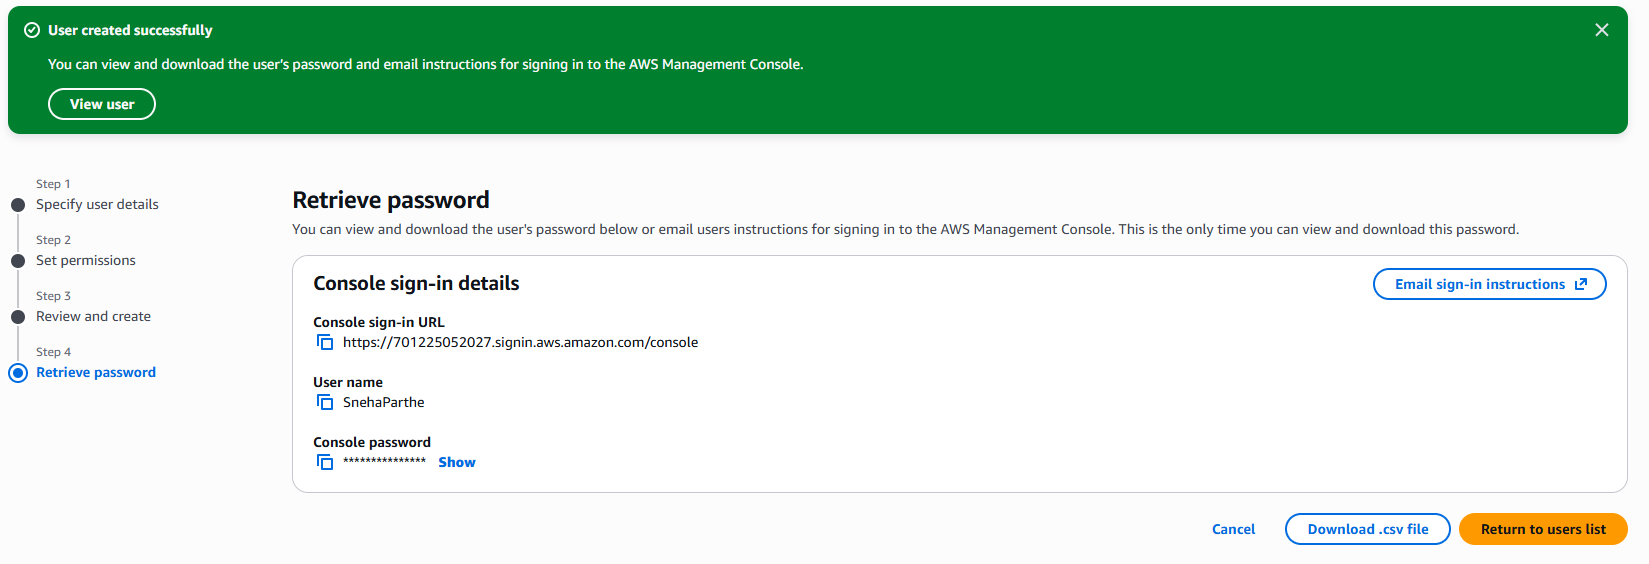 User created successfully
You can view and download the user's password and email instructions for signing in to the AWS Management Console.
View user
Step 1
Specify user details
Step 2
Set permissions
Step 3
Review and create
Step 4
Retrieve password
Retrieve password
You can view and download the user's password below or email users instructions for signing in to the AWS Management Console. This is the only time you can view and download this password.
Console sign-in details
Email sign-in instructions
Console sign-in URL
https://701225052027.signin.aws.amazon.com/console
User name
SnehaParthe
Console password
*************** Show
Cancel
Download .csv file
Return to users list